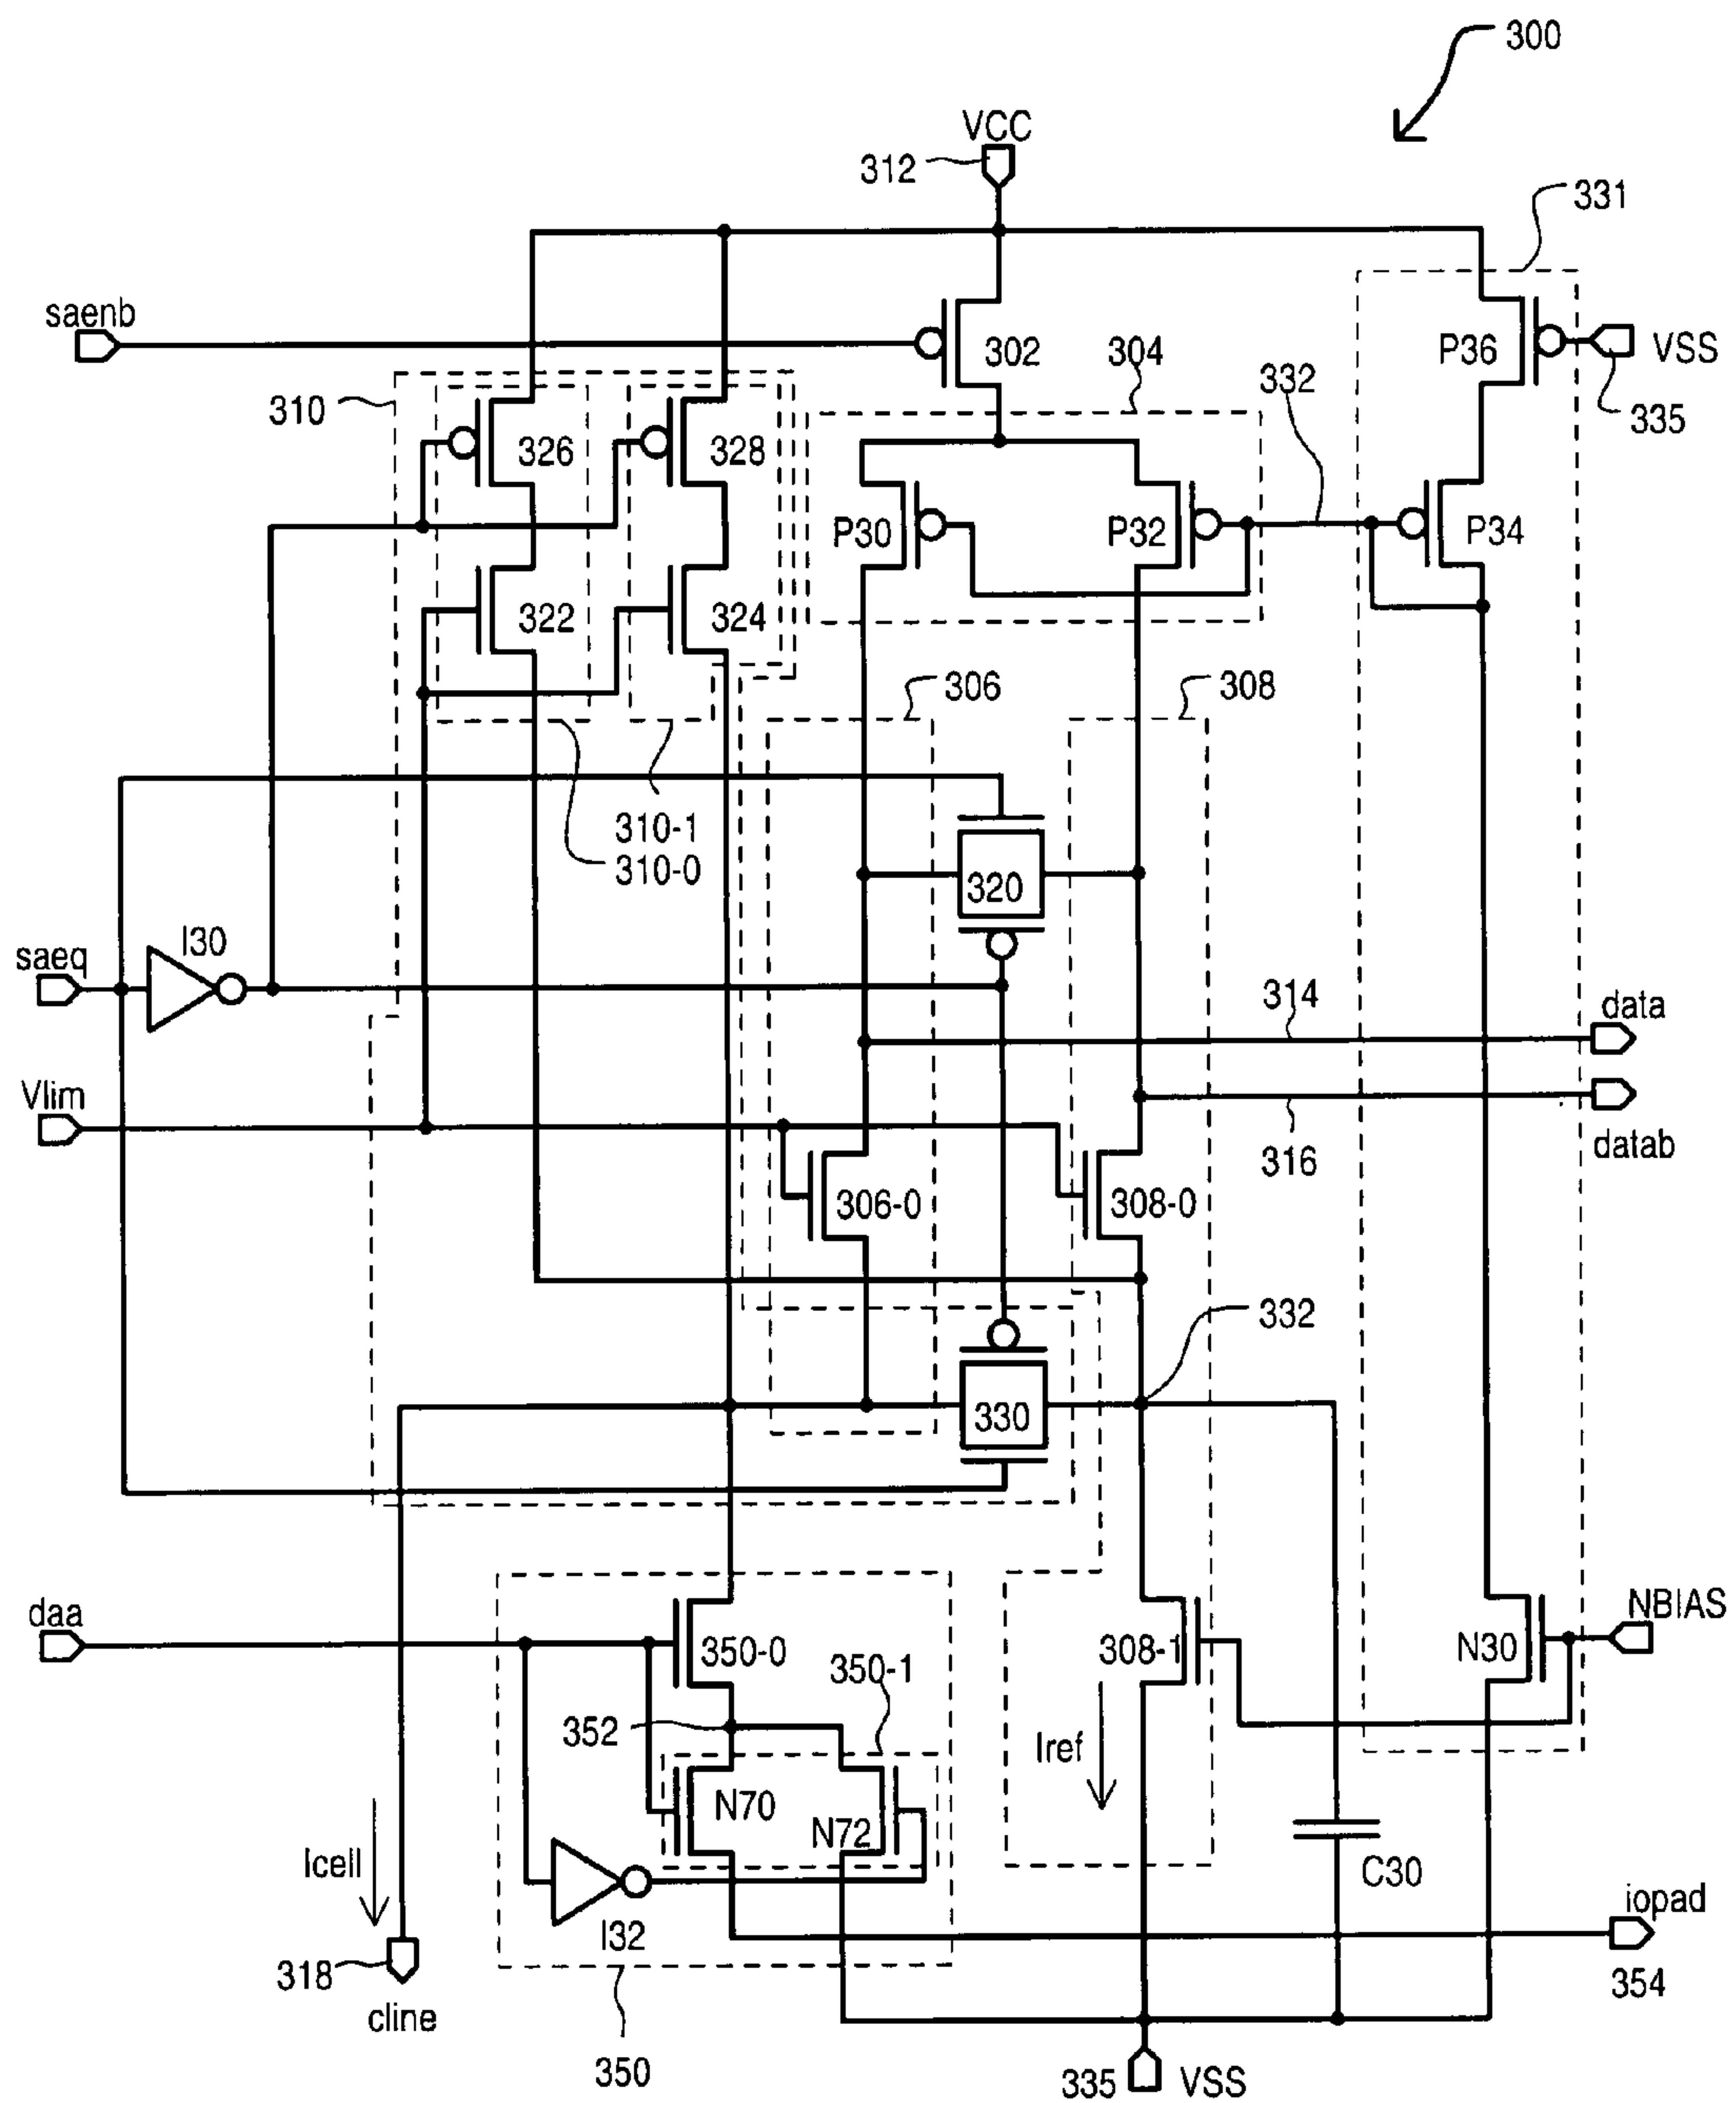 300
VCC
312
331
saenb
302
304
P36
VSS
332
335
310
326
328
P30
P32
P34
322
324
306
308
310-1
310-0
320
saeq
I30
314
data
Vlim
316
datab
306-0
308-0
332
330
daa
350-0
350-1
308-1
N30
NBIAS
352
Iref
N70
N72
Icell
C30
I32
iopad
318
354
cline
350
335
VSS